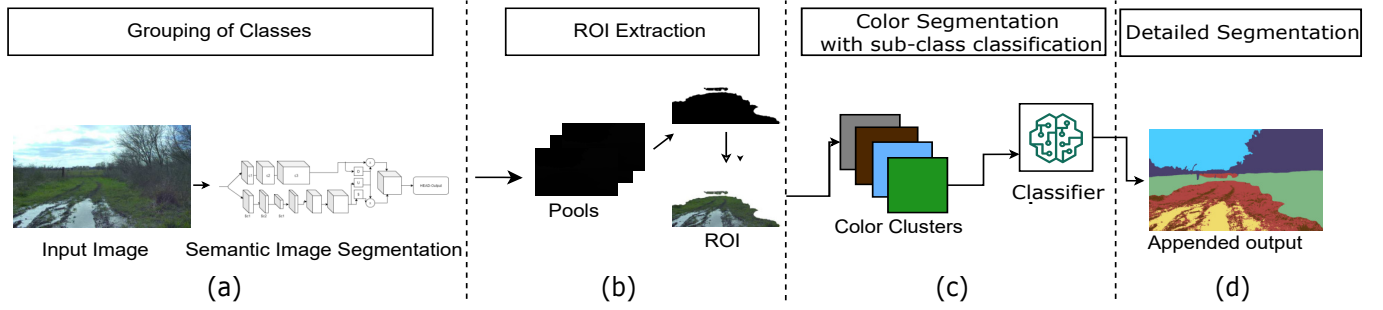 Grouping of Classes
ROI Extraction
Color Segmentation
with sub-class classification
Detailed Segmentation
Input Image
Semantic Image Segmentation
Pools
ROI
Color Clusters
Classifier
Appended output
(a)
(b)
(c)
(d)